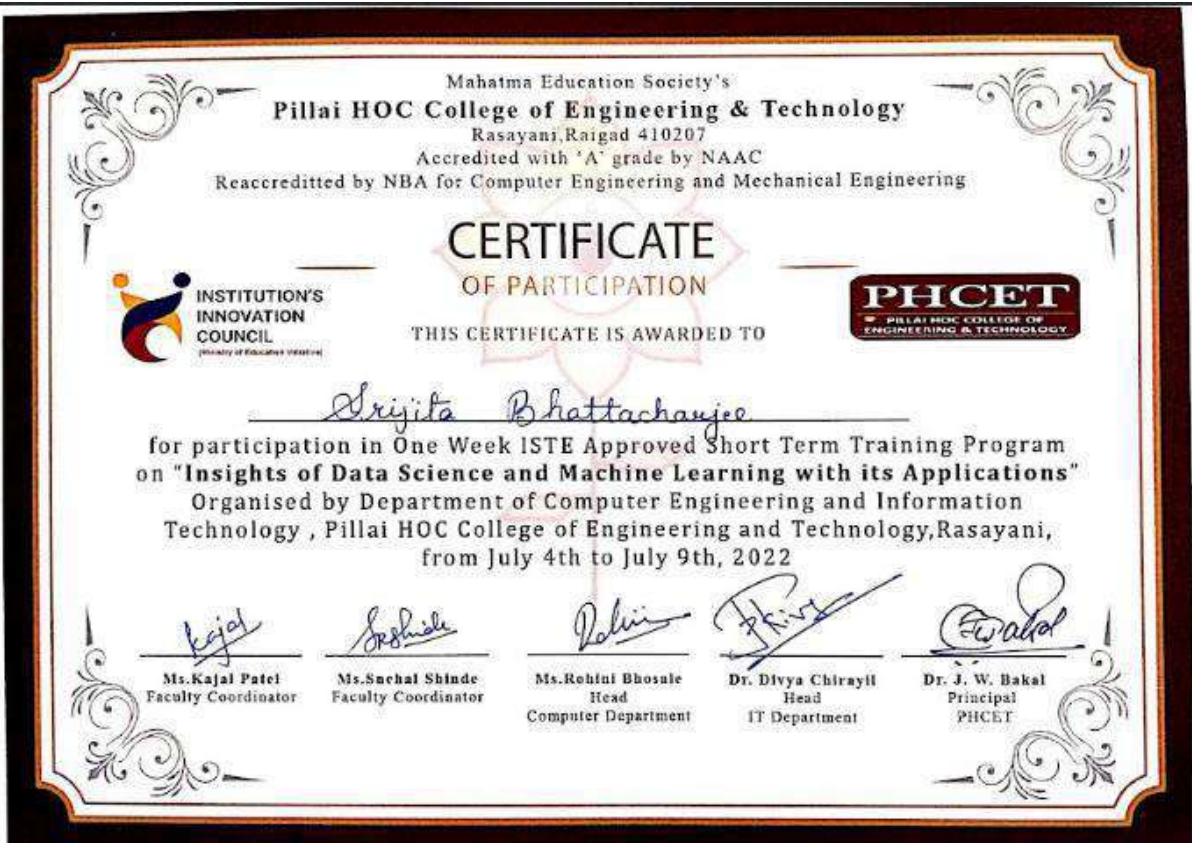 Mahatma Education Society's
Pillai HOC College of Engineering & Technology
Rasayani,Raigad 410207
Accredited with 'A' grade by NAAC
Reaccreditted by NBA for Computer Engineering and Mechanical Engineering
CERTIFICATE
OF PARTICIPATION
INSTITUTION'S
INNOVATION
COUNCIL
(Ministry of Education Initiative)
PHCET
PILLAI HOC COLLEGE OF
ENGINEERING & TECHNOLOGY
THIS CERTIFICATE IS AWARDED TO
Srijita Bhattacharjee
for participation in One Week ISTE Approved Short Term Training Program
on "Insights of Data Science and Machine Learning with its Applications"
Organised by Department of Computer Engineering and Information
Technology , Pillai HOC College of Engineering and Technology,Rasayani,
from July 4th to July 9th, 2022
Kajal
Ms.Kajal Patel
Faculty Coordinator
Ms.Snehal Shinde
Faculty Coordinator
Ms.Rohini Bhosale
Head
Computer Department
Dr. Divya Chirayil
Head
IT Department
Dr. J. W. Bakal
Principal
PHCET